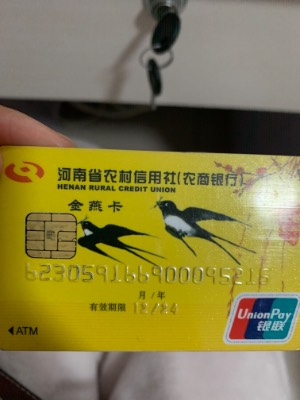 河南省农村信用社(农商银行)
HENAN RURAL CREDIT UNION
金燕卡
月/年
有效期限
◀ATM
UnionPay
银联